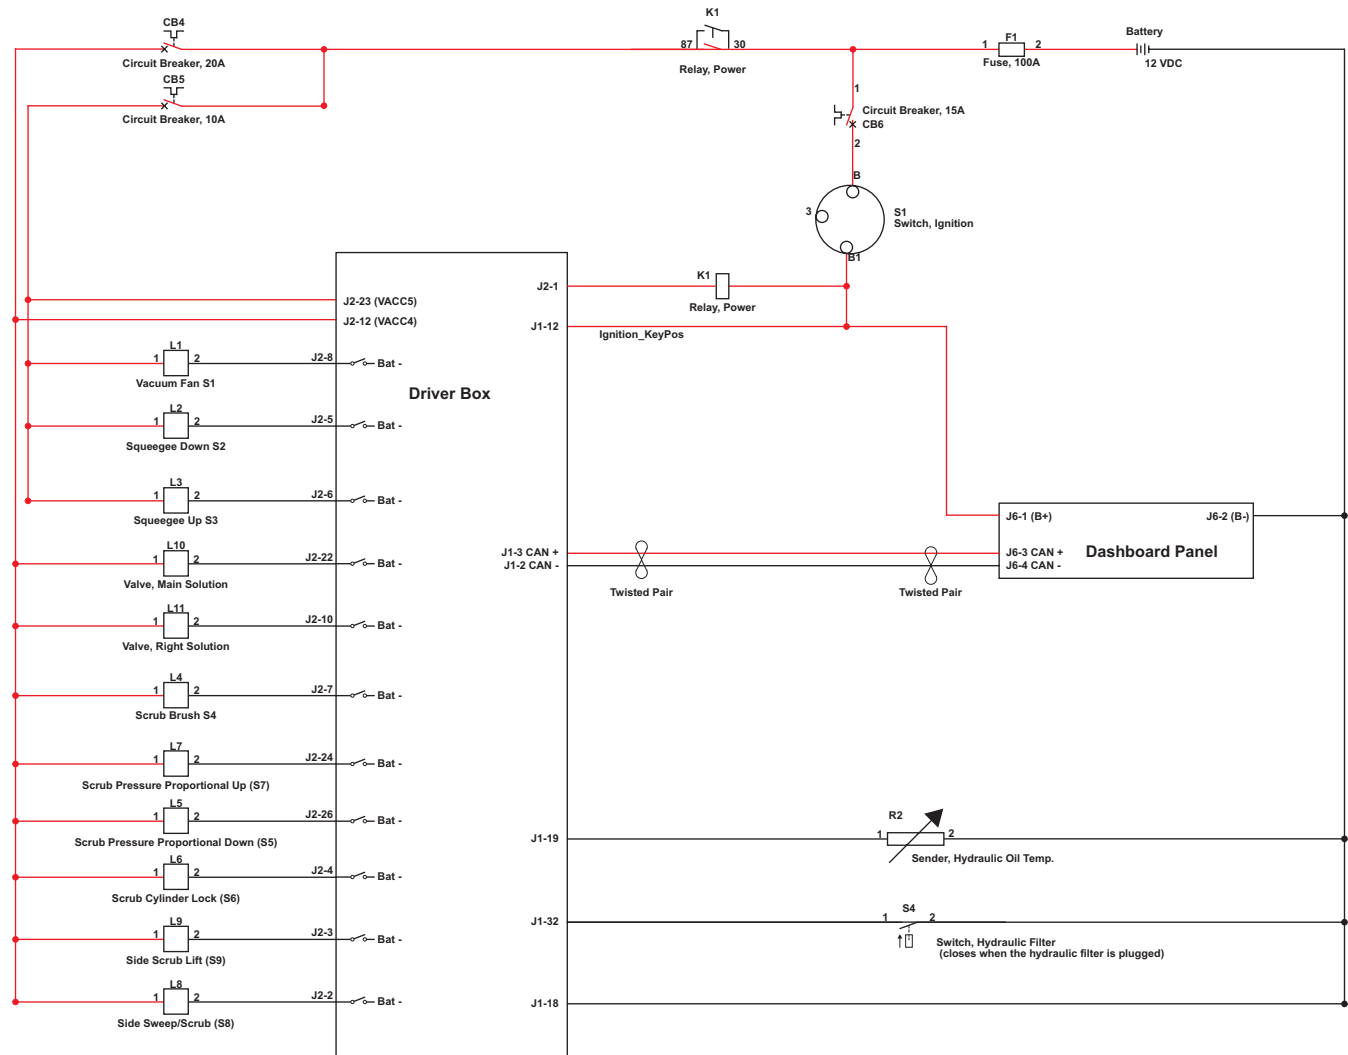 CB4
Circuit Breaker, 20A
CB5
Circuit Breaker, 10A
K1
87 30
Relay, Power
1 F1 2
Fuse, 100A
Battery
12 VDC
1
Circuit Breaker, 15A
CB6
2
B
3
S1
Switch, Ignition
B1
K1
Relay, Power
Ignition_KeyPos
Driver Box
J2-1
J1-12
J2-23 (VACC5)
J2-12 (VACC4)
1 L1 2 J2-8 Bat -
Vacuum Fan S1
1 L2 2 J2-5 Bat -
Squeegee Down S2
1 L3 2 J2-6 Bat -
Squeegee Up S3
1 L10 2 J2-22 Bat -
Valve, Main Solution
1 L11 2 J2-10 Bat -
Valve, Right Solution
1 L4 2 J2-7 Bat -
Scrub Brush S4
1 L7 2 J2-24 Bat -
Scrub Pressure Proportional Up (S7)
1 L5 2 J2-26 Bat -
Scrub Pressure Proportional Down (S5)
1 L6 2 J2-4 Bat -
Scrub Cylinder Lock (S6)
1 L9 2 J2-3 Bat -
Side Scrub Lift (S9)
1 L8 2 J2-2 Bat -
Side Sweep/Scrub (S8)
J1-3 CAN +
J1-2 CAN -
Twisted Pair
Twisted Pair
J6-1 (B+)
J6-2 (B-)
Dashboard Panel
J6-3 CAN +
J6-4 CAN -
J1-19
R2
1 2
Sender, Hydraulic Oil Temp.
J1-32
1 S4 2
Switch, Hydraulic Filter
(closes when the hydraulic filter is plugged)
J1-18